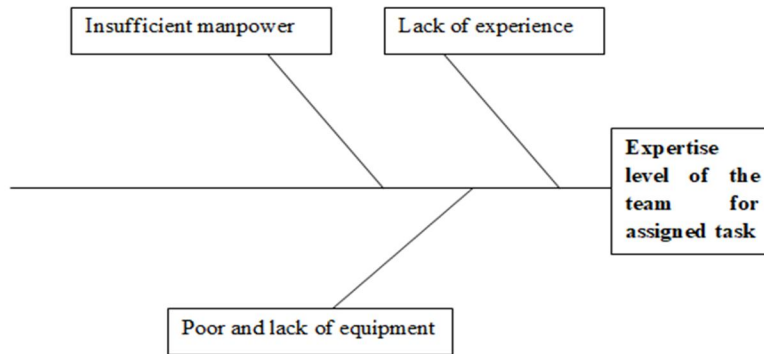 Insufficient manpower
Lack of experience
Expertise
level of the
team for
assigned task
Poor and lack of equipment